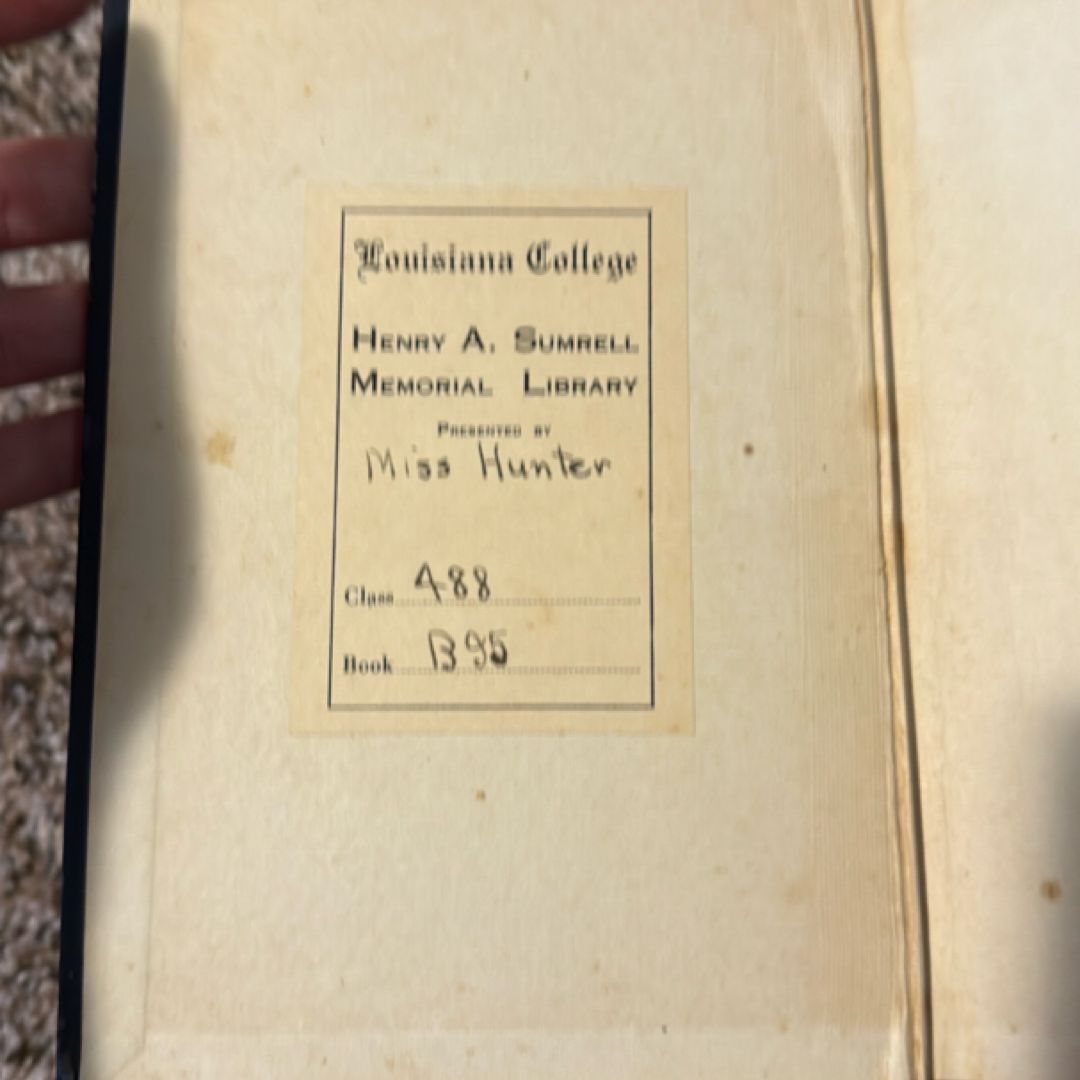 Louisiana College
HENRY A. SUMRELL
MEMORIAL LIBRARY
PRESENTED BY
Miss Hunter
Class 488
Book B95